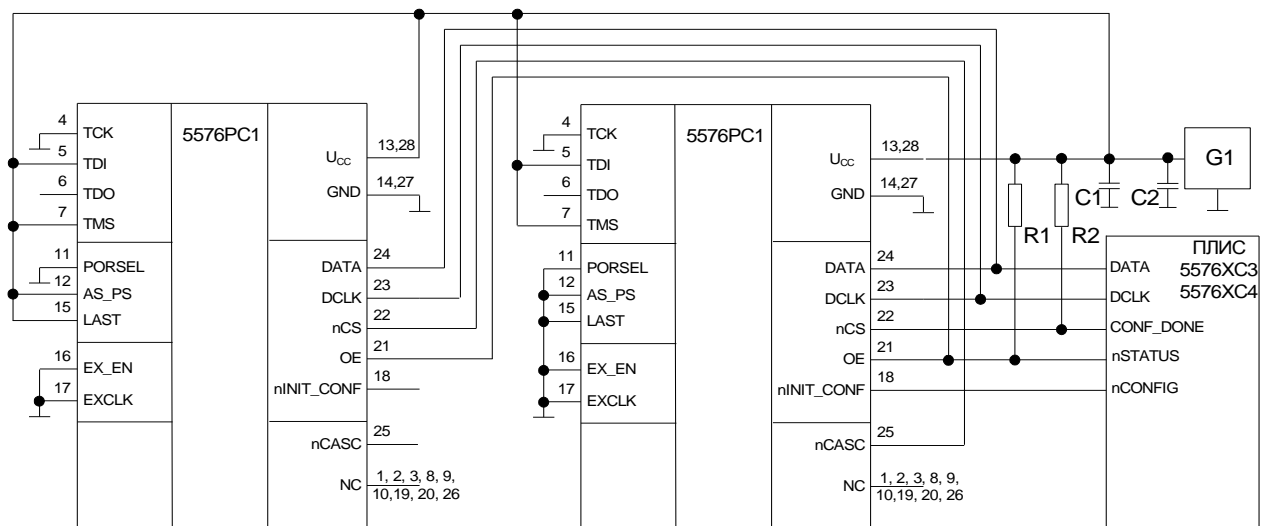 4
TCK
5
TDI
6
TDO
7
TMS
11
PORSEL
12
AS_PS
15
LAST
16
EX_EN
17
EXCLK
5576РС1
13,28
UCC
14,27
GND
24
DATA
23
DCLK
22
nCS
21
OE
18
nINIT_CONF
25
nCASC
NC
1, 2, 3, 8, 9,
10,19, 20, 26
4
TCK
5
TDI
6
TDO
7
TMS
11
PORSEL
12
AS_PS
15
LAST
16
EX_EN
17
EXCLK
5576РС1
13,28
UCC
14,27
GND
24
DATA
23
DCLK
22
nCS
21
OE
18
nINIT_CONF
25
nCASC
NC
1, 2, 3, 8, 9,
10,19, 20, 26
R1
R2
C1
C2
G1
ПЛИС
5576ХС3
5576ХС4
DATA
DCLK
CONF_DONE
nSTATUS
nCONFIG